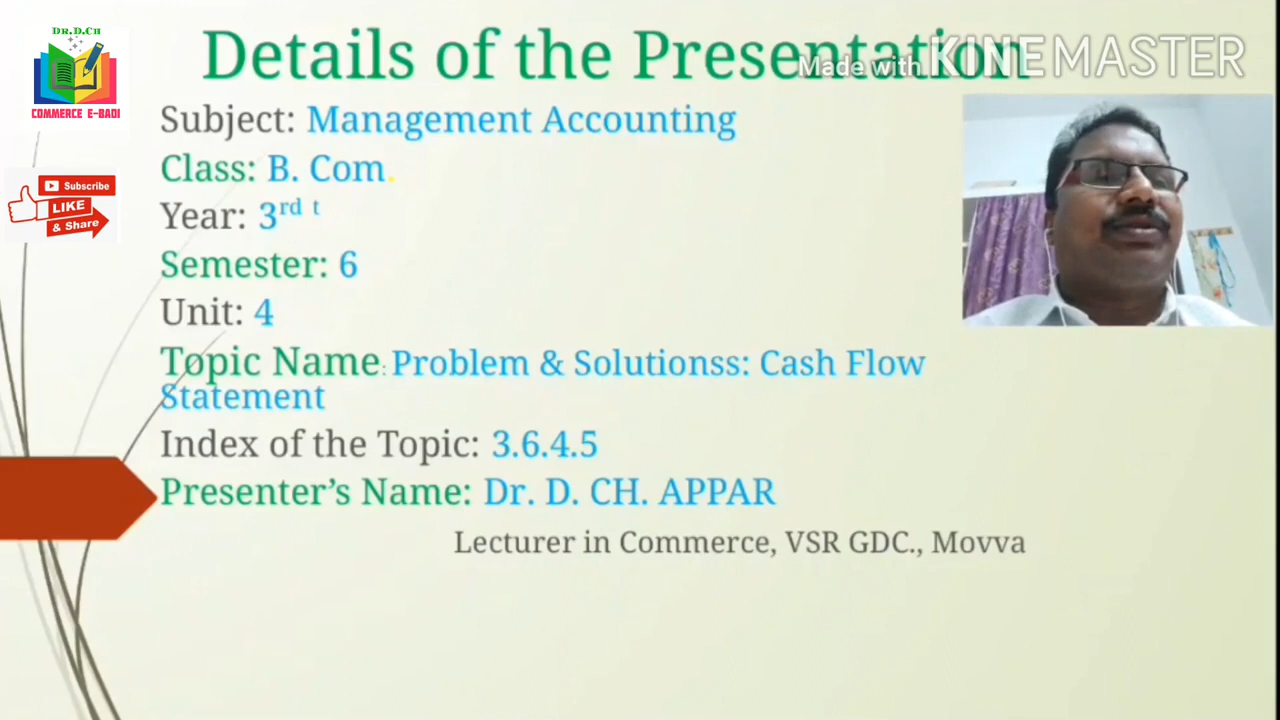 DR.D.CH
COMMERCE E-BADI
Subscribe
LIKE
& Share
Details of the Presentation
Made with KINEMASTER
Subject: Management Accounting
Class: B. Com.
Year: 3rd t
Semester: 6
Unit: 4
Topic Name: Problem & Solutionss: Cash Flow
Statement
Index of the Topic: 3.6.4.5
Presenter’s Name: Dr. D. CH. APPAR
Lecturer in Commerce, VSR GDC., Movva